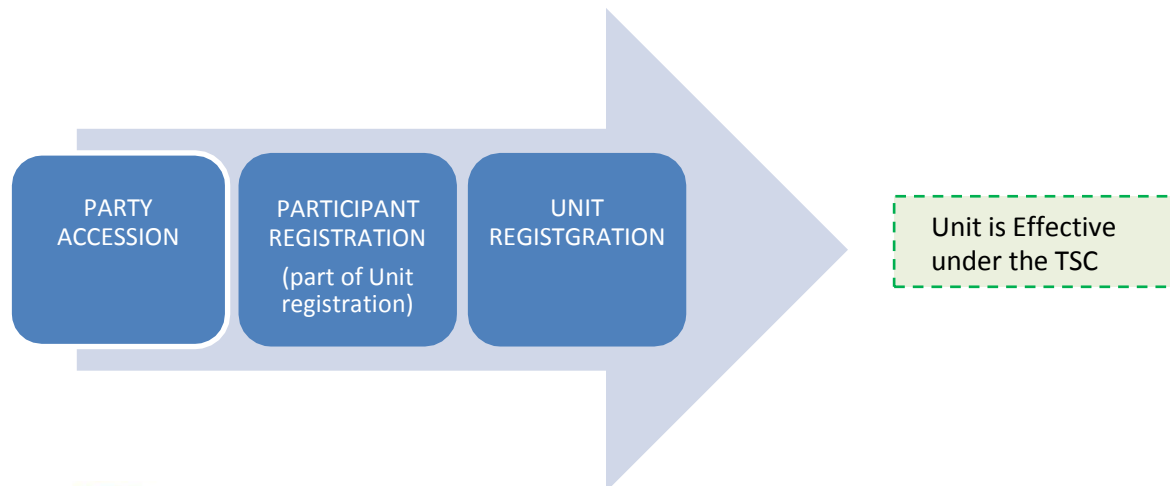 PARTY
ACCESSION
PARTICIPANT
REGISTRATION
(part of Unit
registration)
UNIT
REGISTGRATION
Unit is Effective
under the TSC